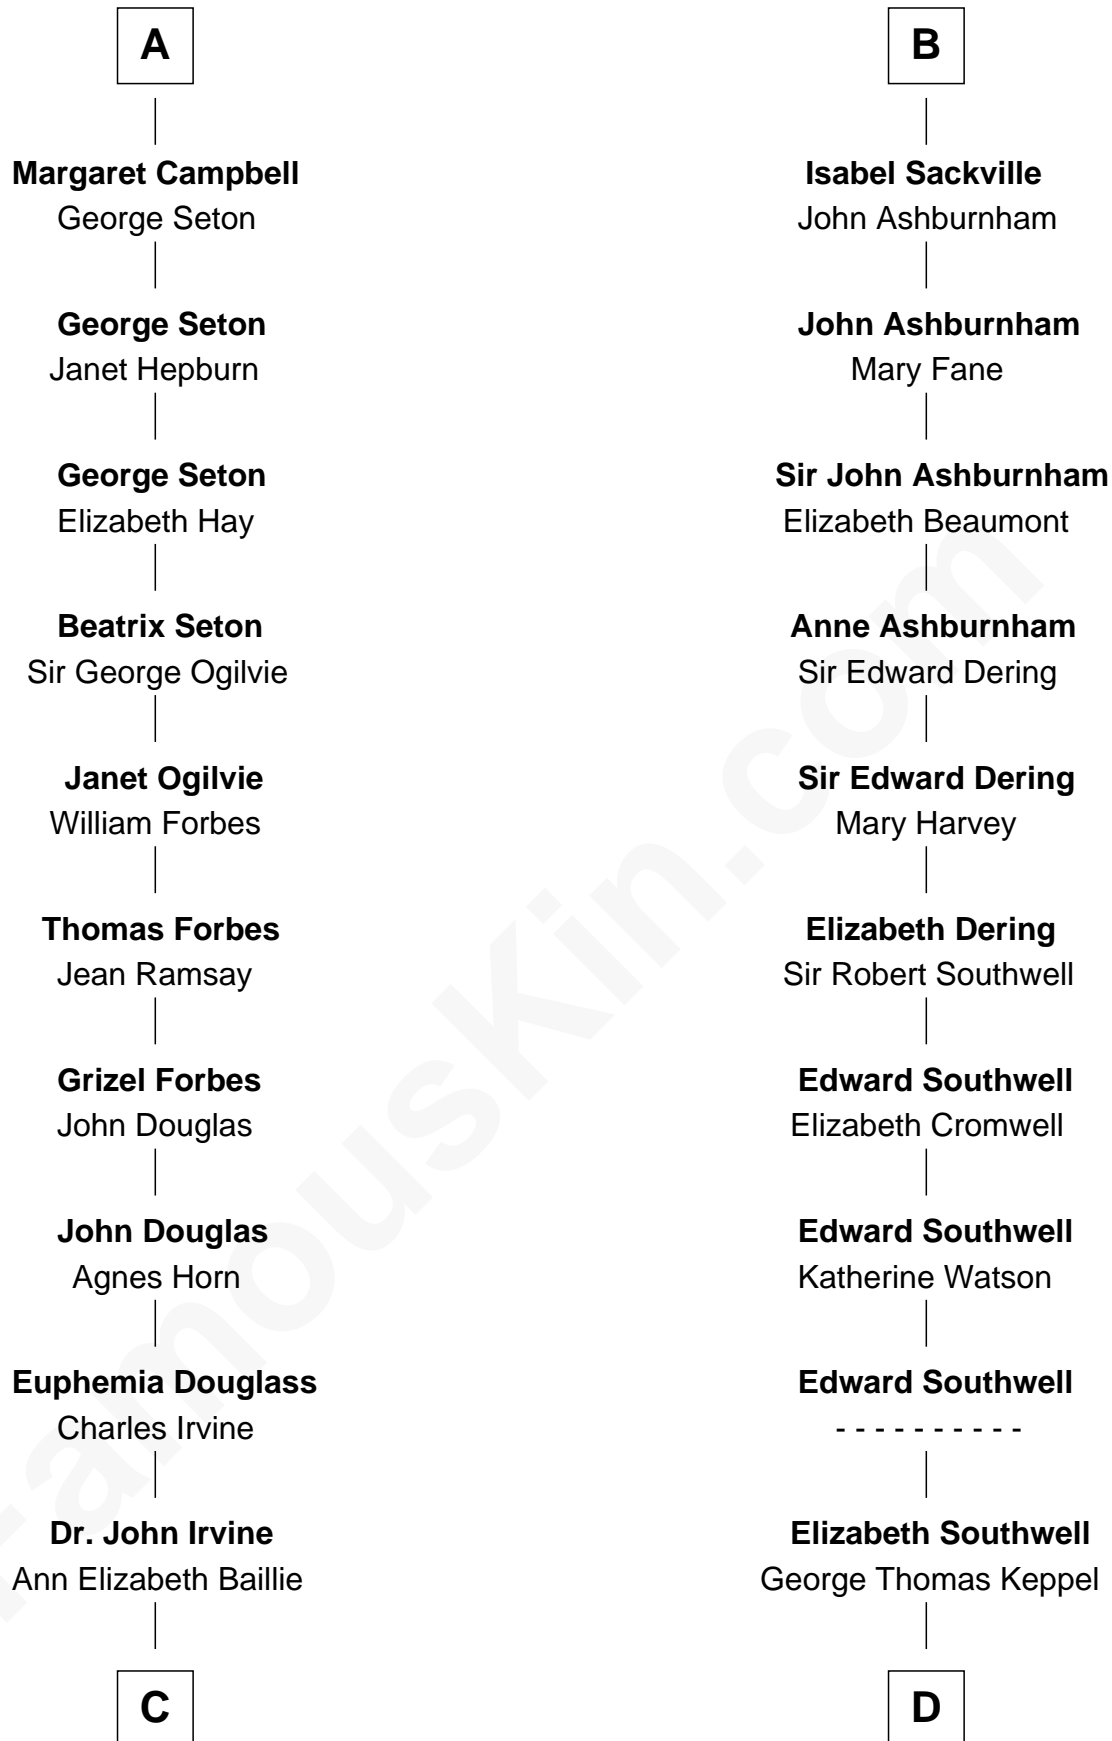 A
Margaret Campbell
George Seton
George Seton
Janet Hepburn
George Seton
Elizabeth Hay
Beatrix Seton
Sir George Ogilvie
Janet Ogilvie
William Forbes
Thomas Forbes
Jean Ramsay
Grizel Forbes
John Douglas
John Douglas
Agnes Horn
Euphemia Douglass
Charles Irvine
Dr. John Irvine
Ann Elizabeth Baillie
C
B
Isabel Sackville
John Ashburnham
John Ashburnham
Mary Fane
Sir John Ashburnham
Elizabeth Beaumont
Anne Ashburnham
Sir Edward Dering
Sir Edward Dering
Mary Harvey
Elizabeth Dering
Sir Robert Southwell
Edward Southwell
Elizabeth Cromwell
Edward Southwell
Katherine Watson
Edward Southwell
- - - - - - - - - -
Elizabeth Southwell
George Thomas Keppel
D
FamousKin.com